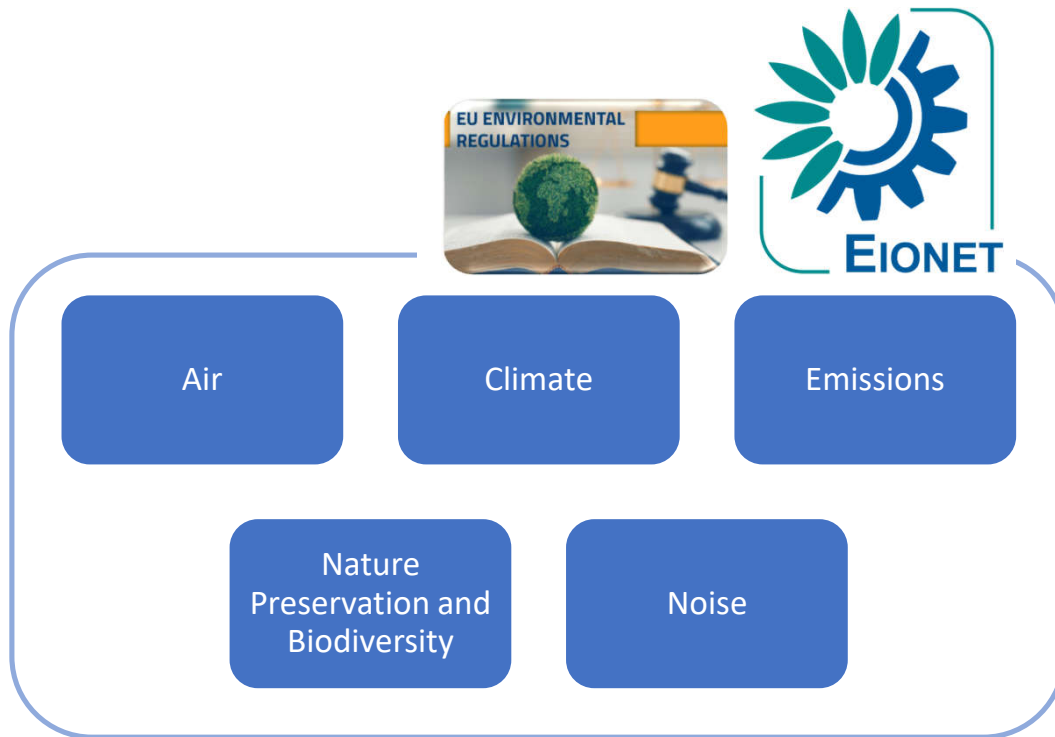 EU ENVIRONMENTAL
REGULATIONS
EIONET
Air
Climate
Emissions
Nature
Preservation and
Biodiversity
Noise